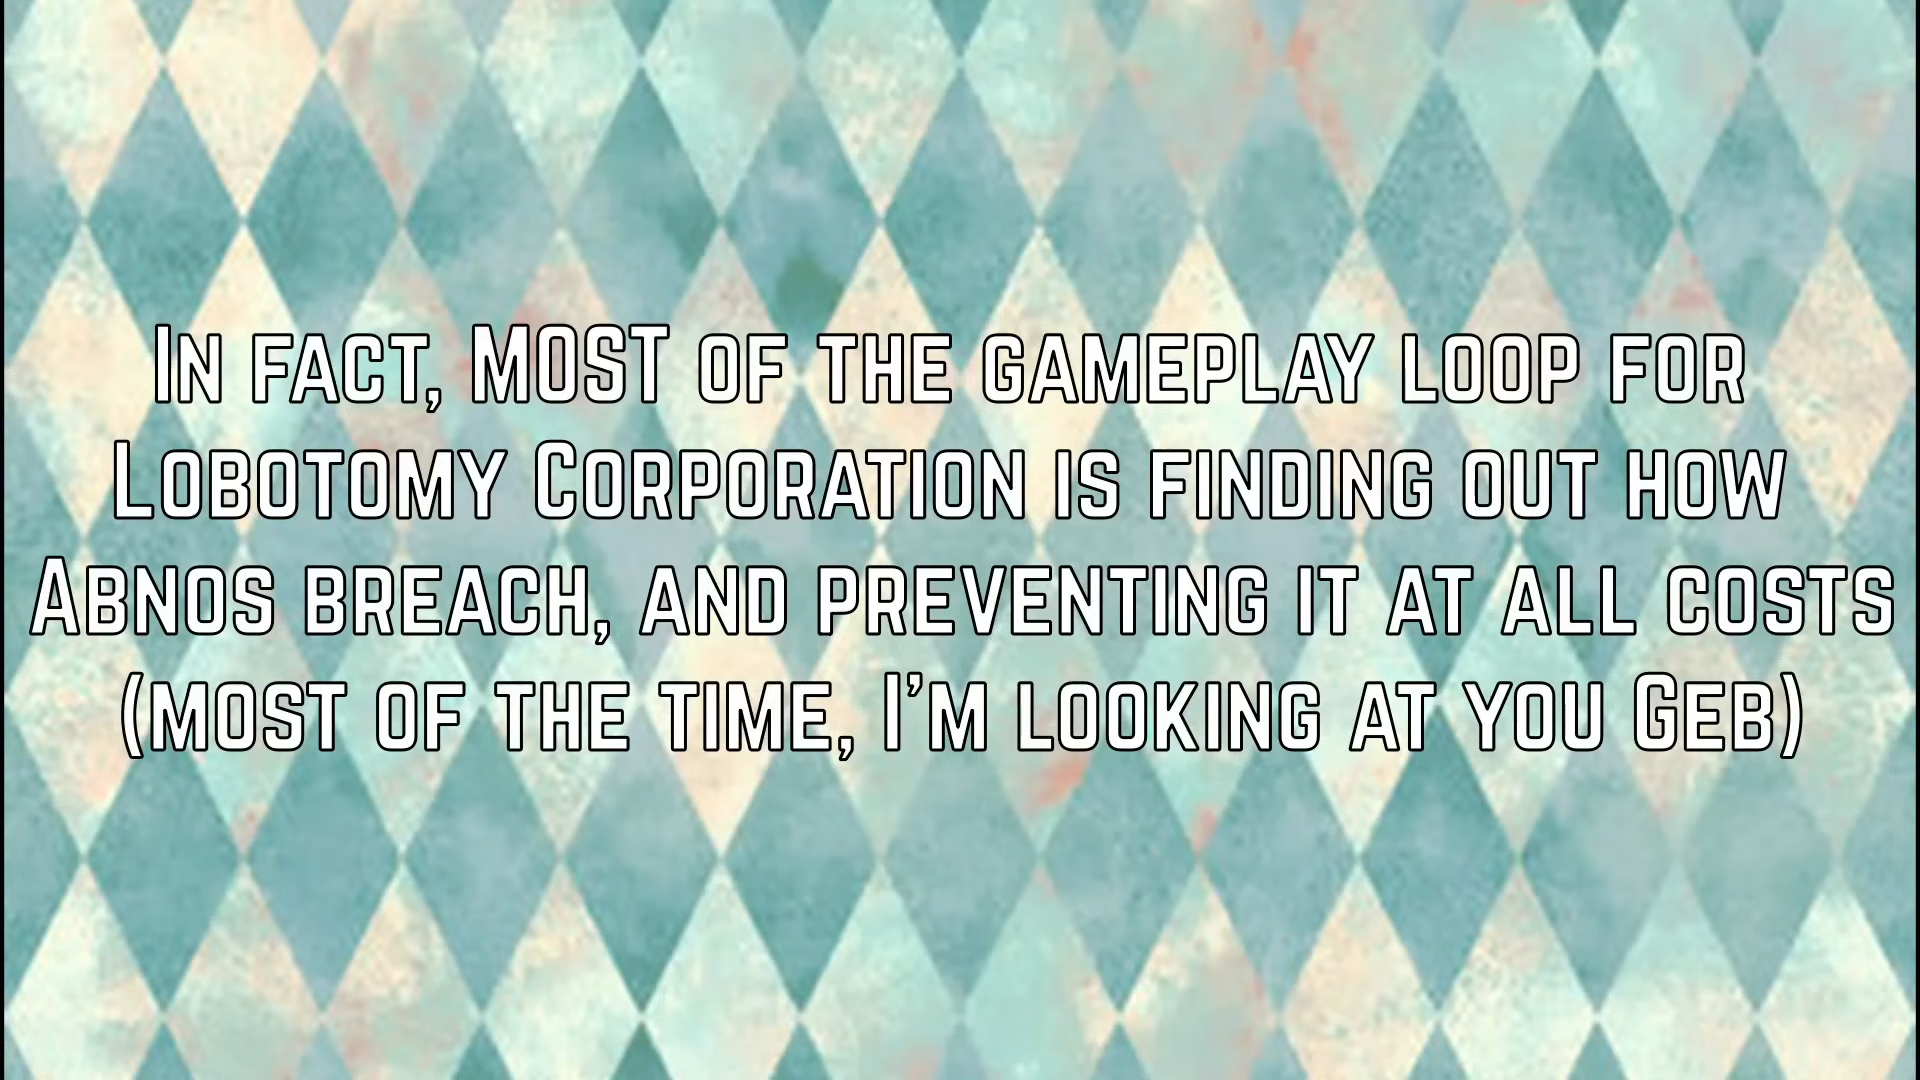 In fact, MOST of the gameplay loop for
Lobotomy Corporation is finding out how
Abnos breach, and preventing it at all costs
(most of the time, I'm looking at you Geb)